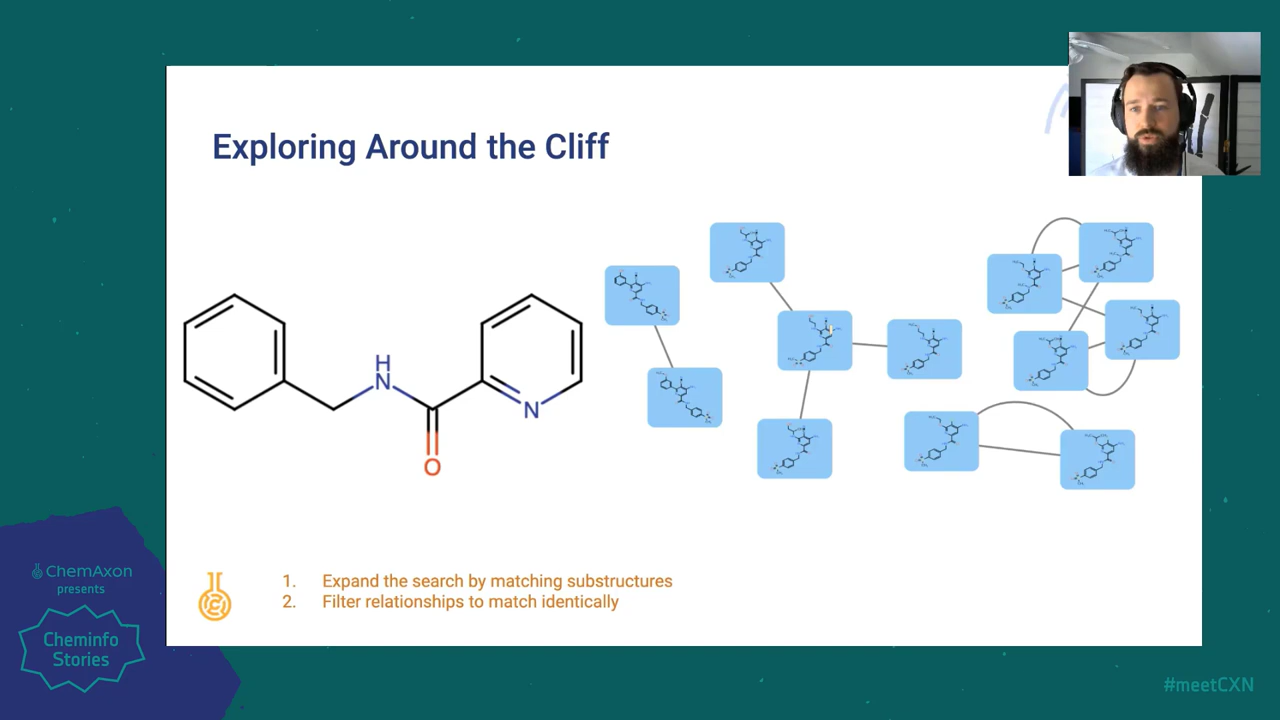 Exploring Around the Cliff
H
N
N
O
1. Expand the search by matching substructures
2. Filter relationships to match identically
ChemAxon
presents
Cheminfo
Stories
#meetCXN